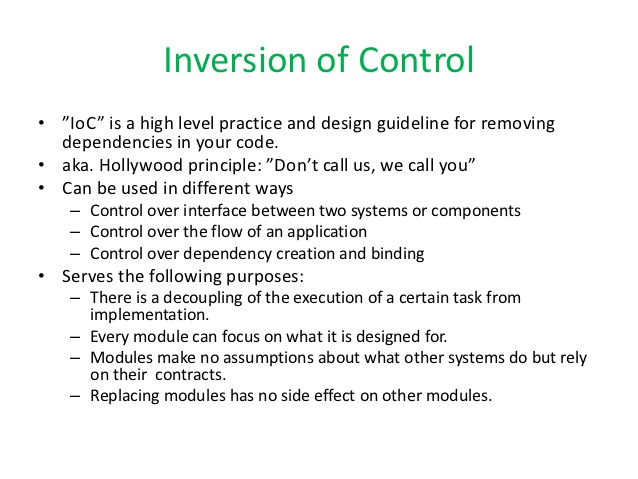 Inversion of Control
• ”IoC” is a high level practice and design guideline for removing
dependencies in your code.
• aka. Hollywood principle: ”Don’t call us, we call you”
• Can be used in different ways
– Control over interface between two systems or components
– Control over the flow of an application
– Control over dependency creation and binding
• Serves the following purposes:
– There is a decoupling of the execution of a certain task from
implementation.
– Every module can focus on what it is designed for.
– Modules make no assumptions about what other systems do but rely
on their contracts.
– Replacing modules has no side effect on other modules.